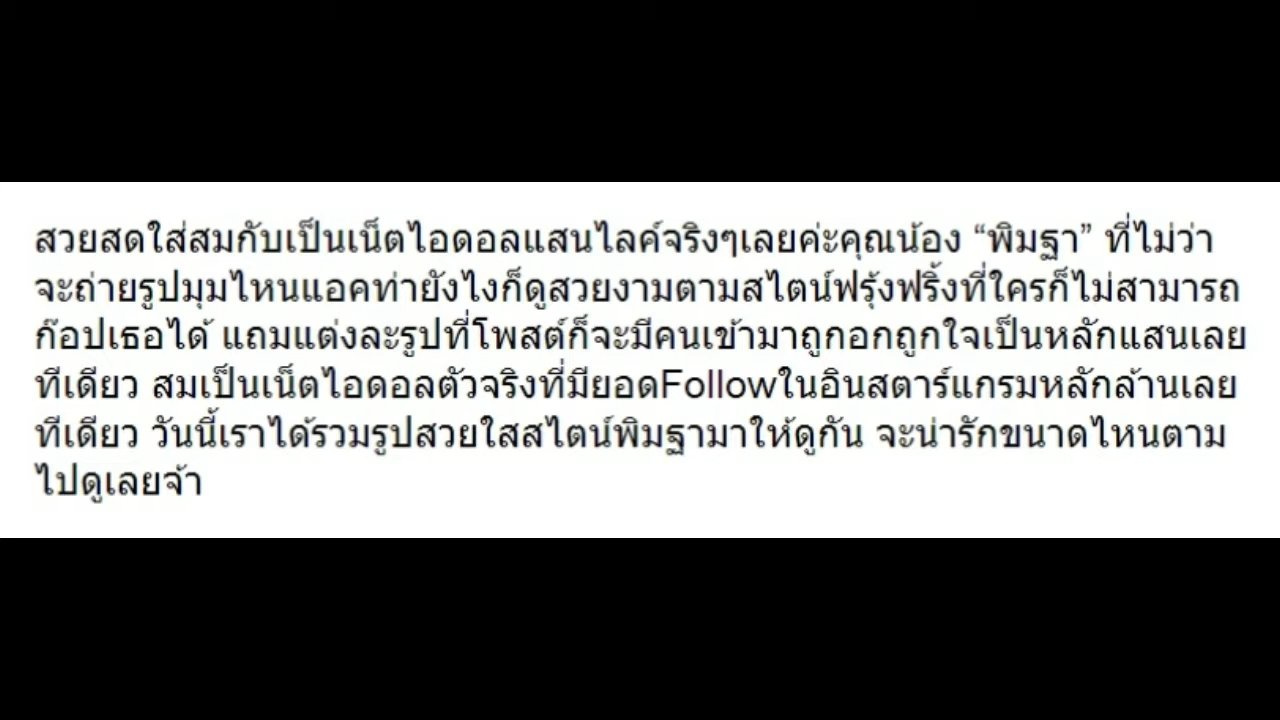 สวยสดใส่สมกับเป็นเน็ตไอดอลแสนไลค์จริงๆเลยค่ะคุณน้อง “พิมฐา” ที่ไม่ว่า
จะถ่ายรูปมุมไหนแอคท่ายังไงก็ดูสวยงามตามสไตน์ฟรุ้งฟริ้งที่ใครก็ไม่สามารถ
ก๊อปเธอได้ แถมแต่งละรูปที่โพสต์ก็จะมีคนเข้ามาถูกอกถูกใจเป็นหลักแสนเลย
ทีเดียว สมเป็นเน็ตไอดอลตัวจริงที่มียอดFollowในอินสตาร์แกรมหลักล้านเลย
ทีเดียว วันนี้เราได้รวมรูปสวยใสสไตน์พิมฐามาให้ดูกัน จะน่ารักขนาดไหนตาม
ไปดูเลยจ้า